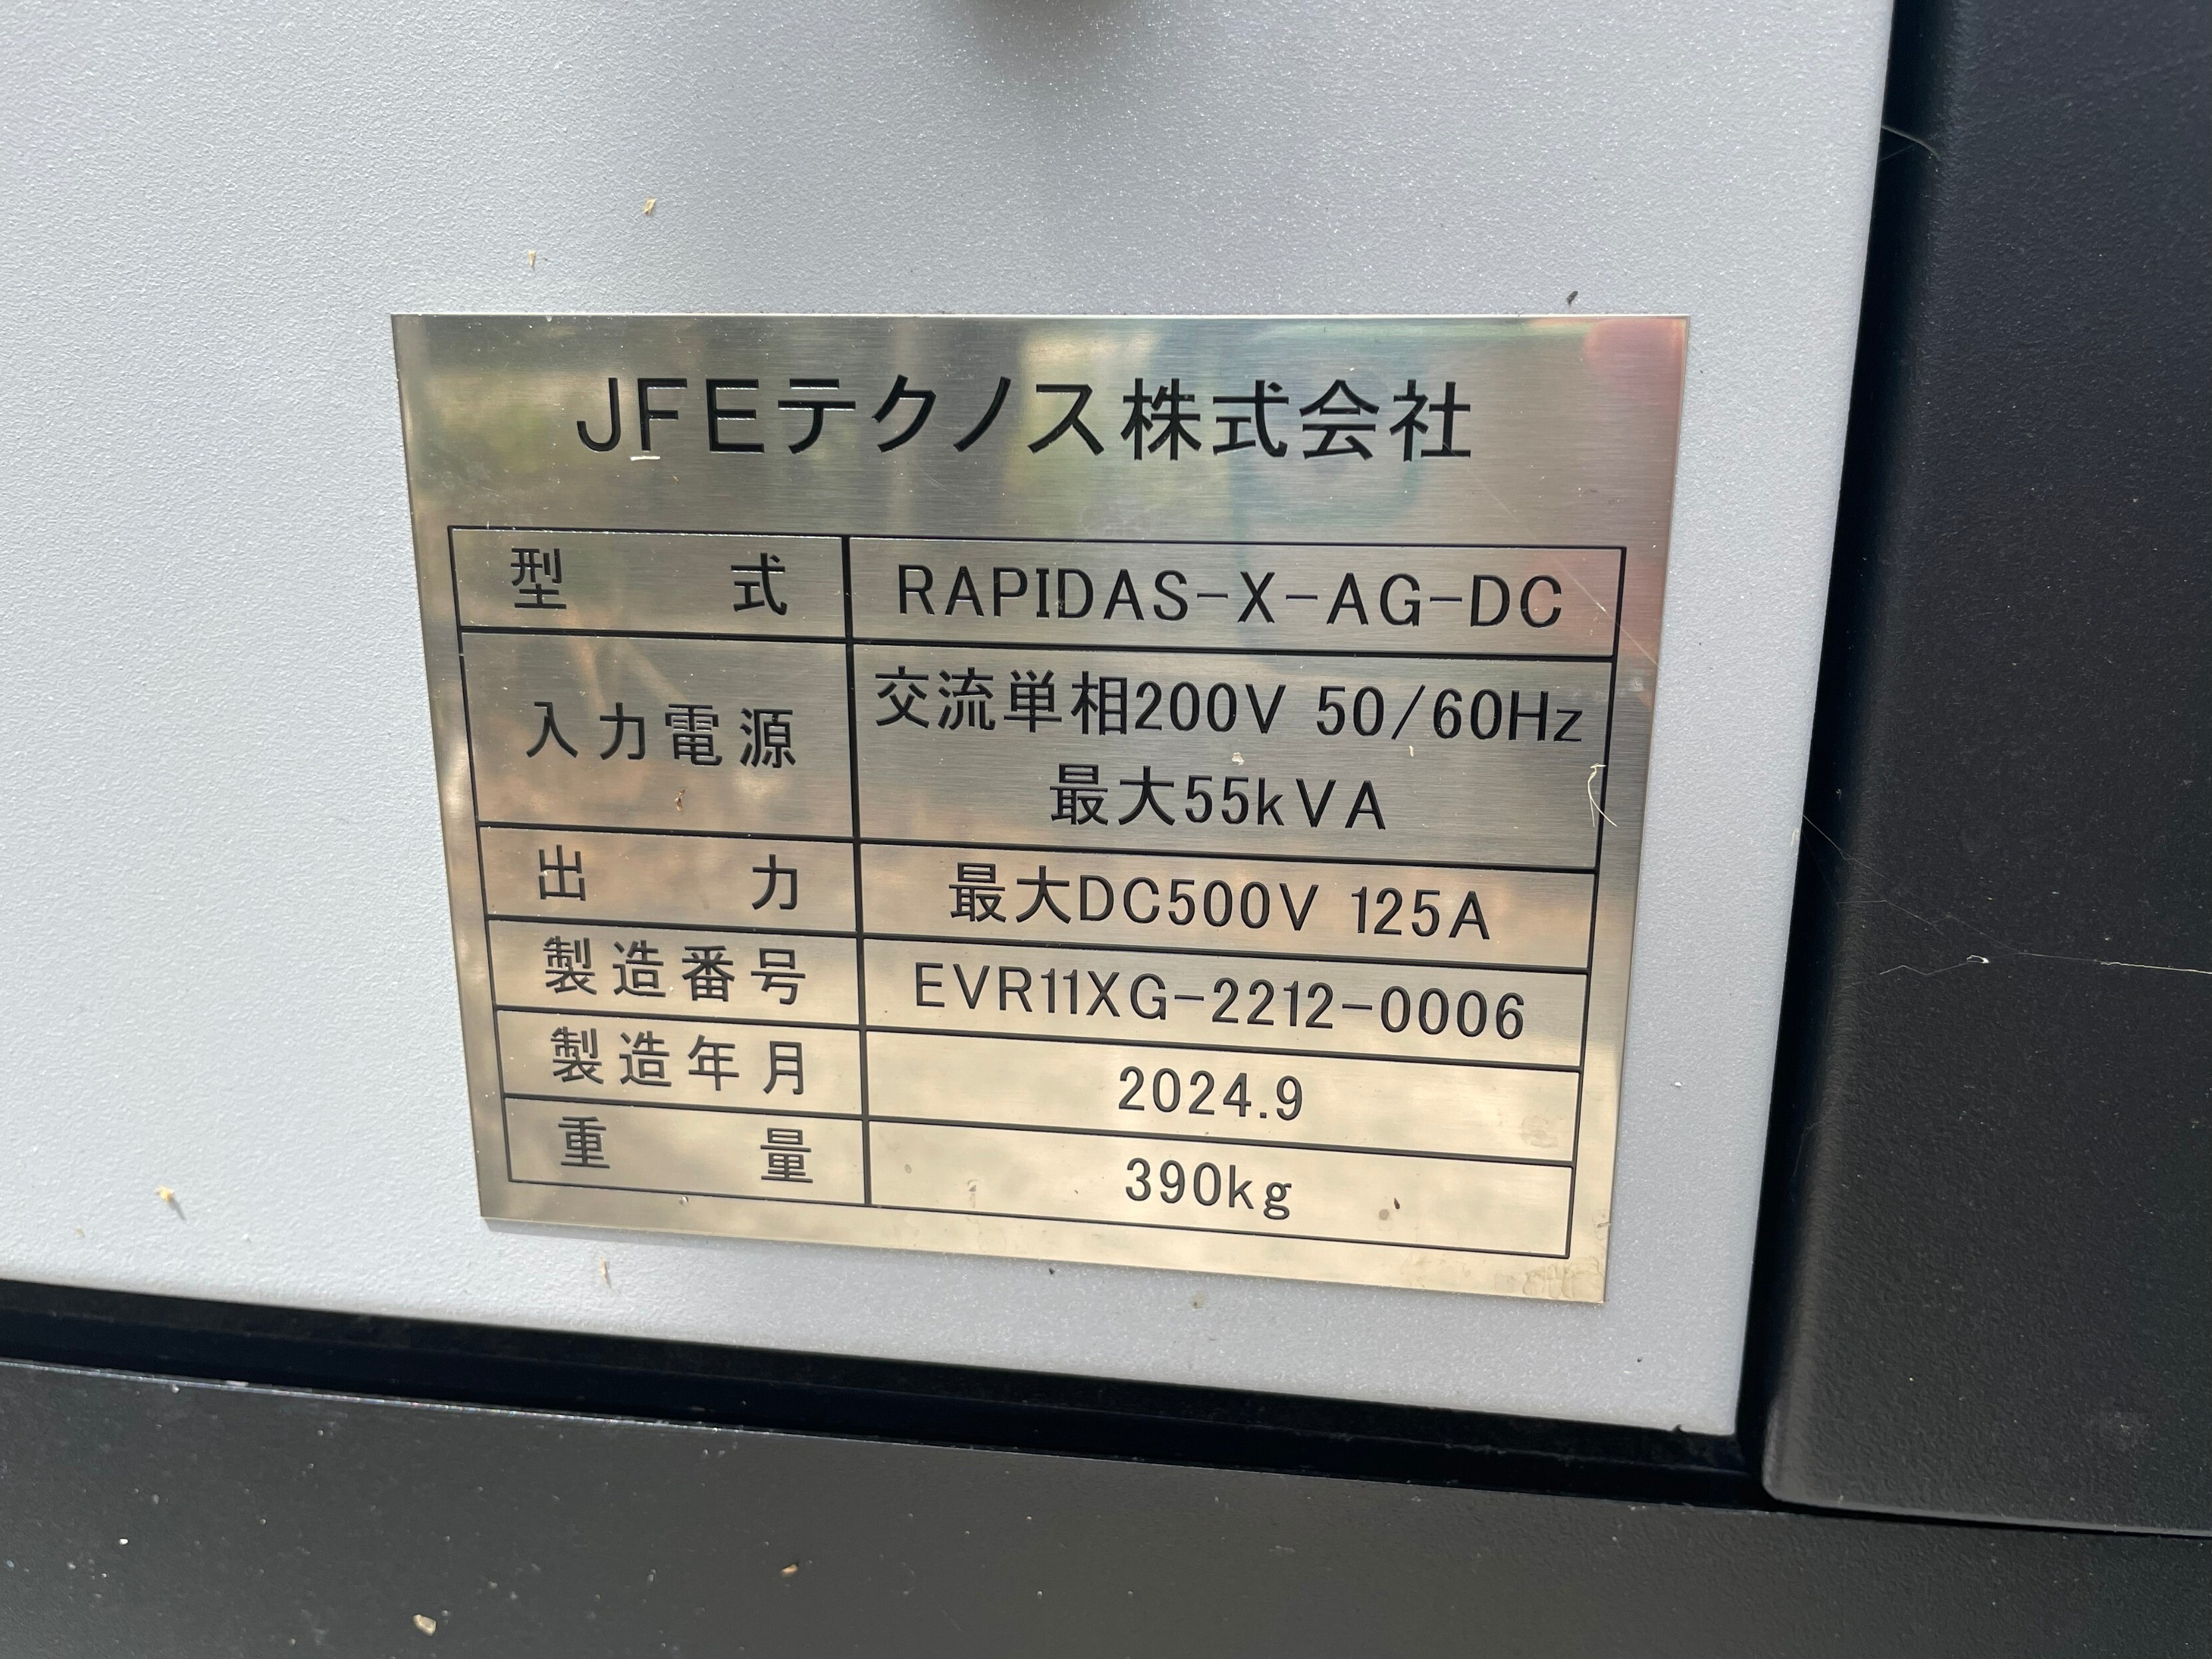 JFEテクノス株式会社
型式 RAPIDAS-X-AG-DC
入力電源 交流単相200V 50/60Hz
最大55kVA
出力 最大DC500V 125A
製造番号 EVR11XG-2212-0006
製造年月 2024.9
重量 390kg